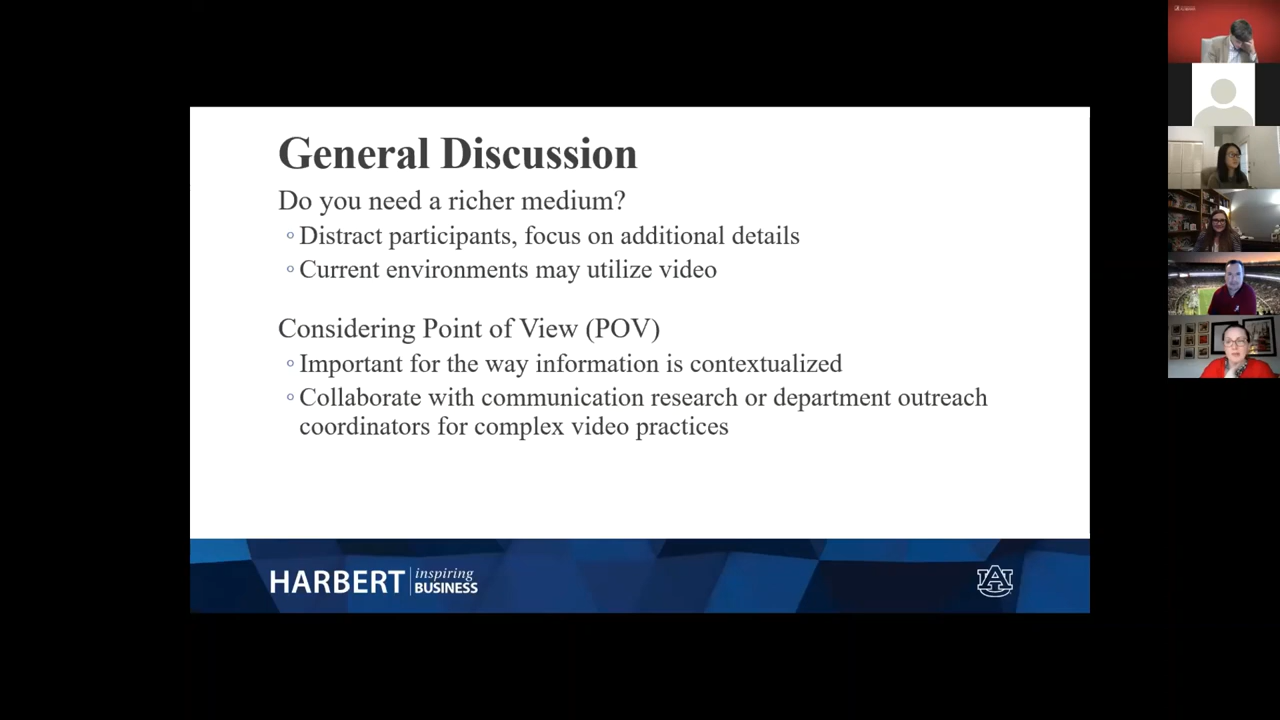 General Discussion
Do you need a richer medium?
Distract participants, focus on additional details
Current environments may utilize video
Considering Point of View (POV)
Important for the way information is contextualized
Collaborate with communication research or department outreach
coordinators for complex video practices
HARBERT inspiring
BUSINESS
AU